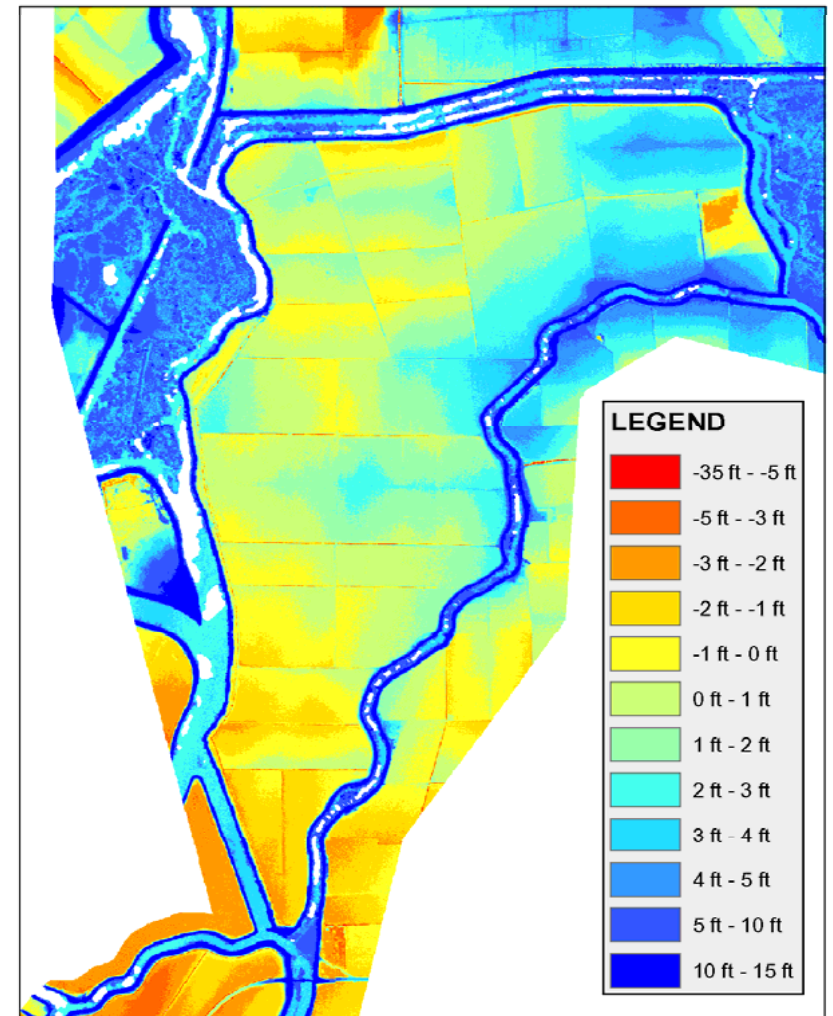 LEGEND
-35 ft - -5 ft
-5 ft - -3 ft
-3 ft - -2 ft
-2 ft - -1 ft
-1 ft - 0 ft
0 ft - 1 ft
1 ft - 2 ft
2 ft - 3 ft
3 ft - 4 ft
4 ft - 5 ft
5 ft - 10 ft
10 ft - 15 ft